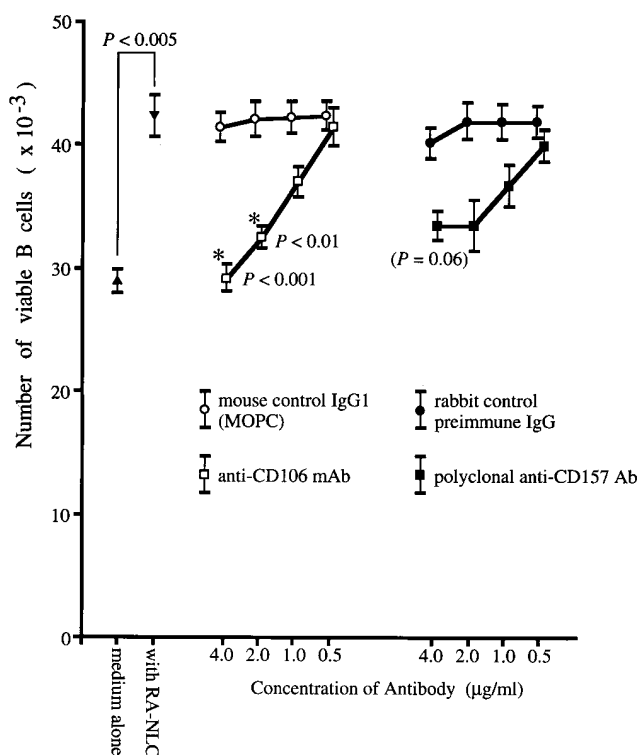 Number of viable B cells ( x 10⁻³ )
50
40
30
20
10
0
P < 0.005
*
P < 0.01
*
P < 0.001
(P = 0.06)
mouse control IgG1
(MOPC)
anti-CD106 mAb
rabbit control
preimmune IgG
polyclonal anti-CD157 Ab
medium alone
with RA-NLC
4.0 2.0 1.0 0.5
4.0 2.0 1.0 0.5
Concentration of Antibody (μg/ml)